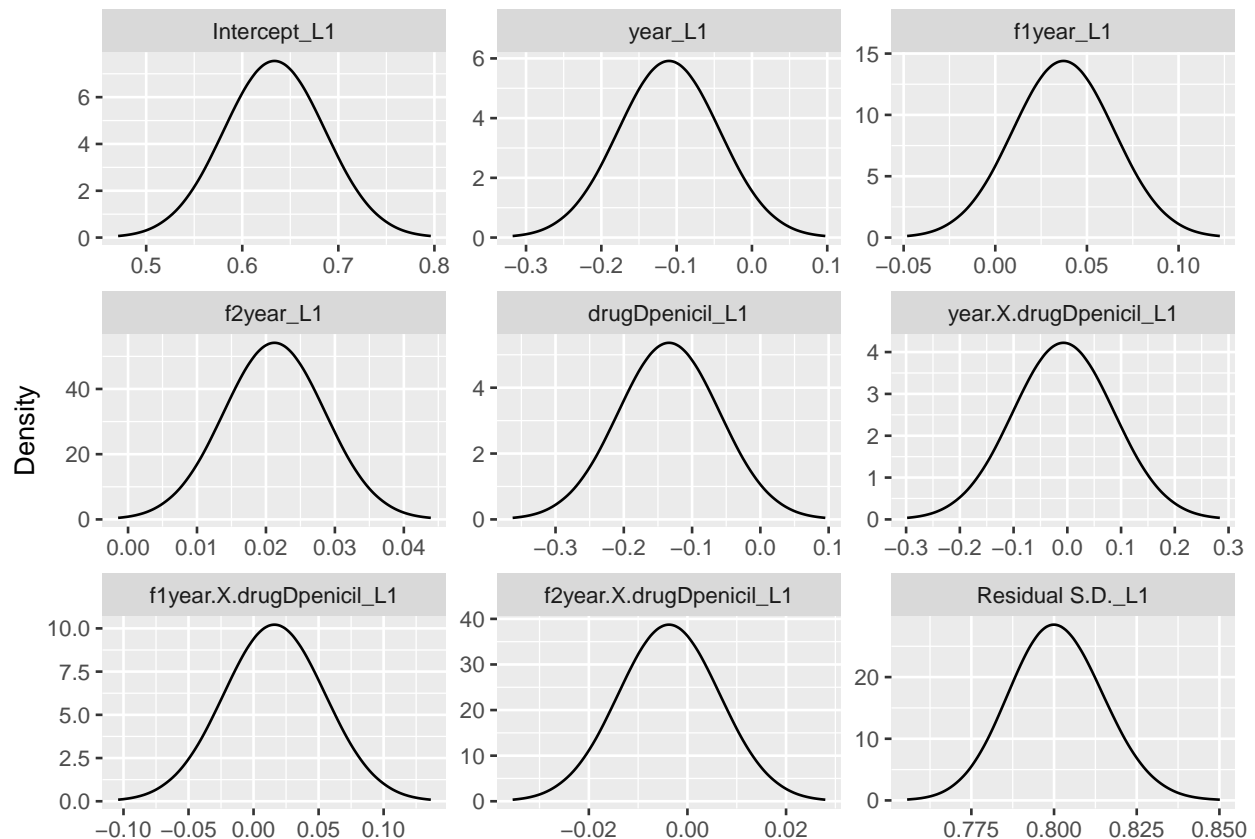 Intercept_L1
year_L1
f1year_L1
6
4
2
0
0.5 0.6 0.7 0.8
6
4
2
0
−0.3 −0.2 −0.1 0.0 0.1
15
10
5
0
−0.05 0.00 0.05 0.10
f2year_L1
drugDpenicil_L1
year.X.drugDpenicil_L1
40
20
0
0.00 0.01 0.02 0.03 0.04
4
2
0
−0.3 −0.2 −0.1 0.0 0.1
4
3
2
1
0
−0.3 −0.2 −0.1 0.0 0.1 0.2 0.3
Density
f1year.X.drugDpenicil_L1
f2year.X.drugDpenicil_L1
Residual S.D._L1
10.0
7.5
5.0
2.5
0.0
−0.10 −0.05 0.00 0.05 0.10
40
30
20
10
0
−0.02 0.00 0.02
20
10
0
0.775 0.800 0.825 0.850